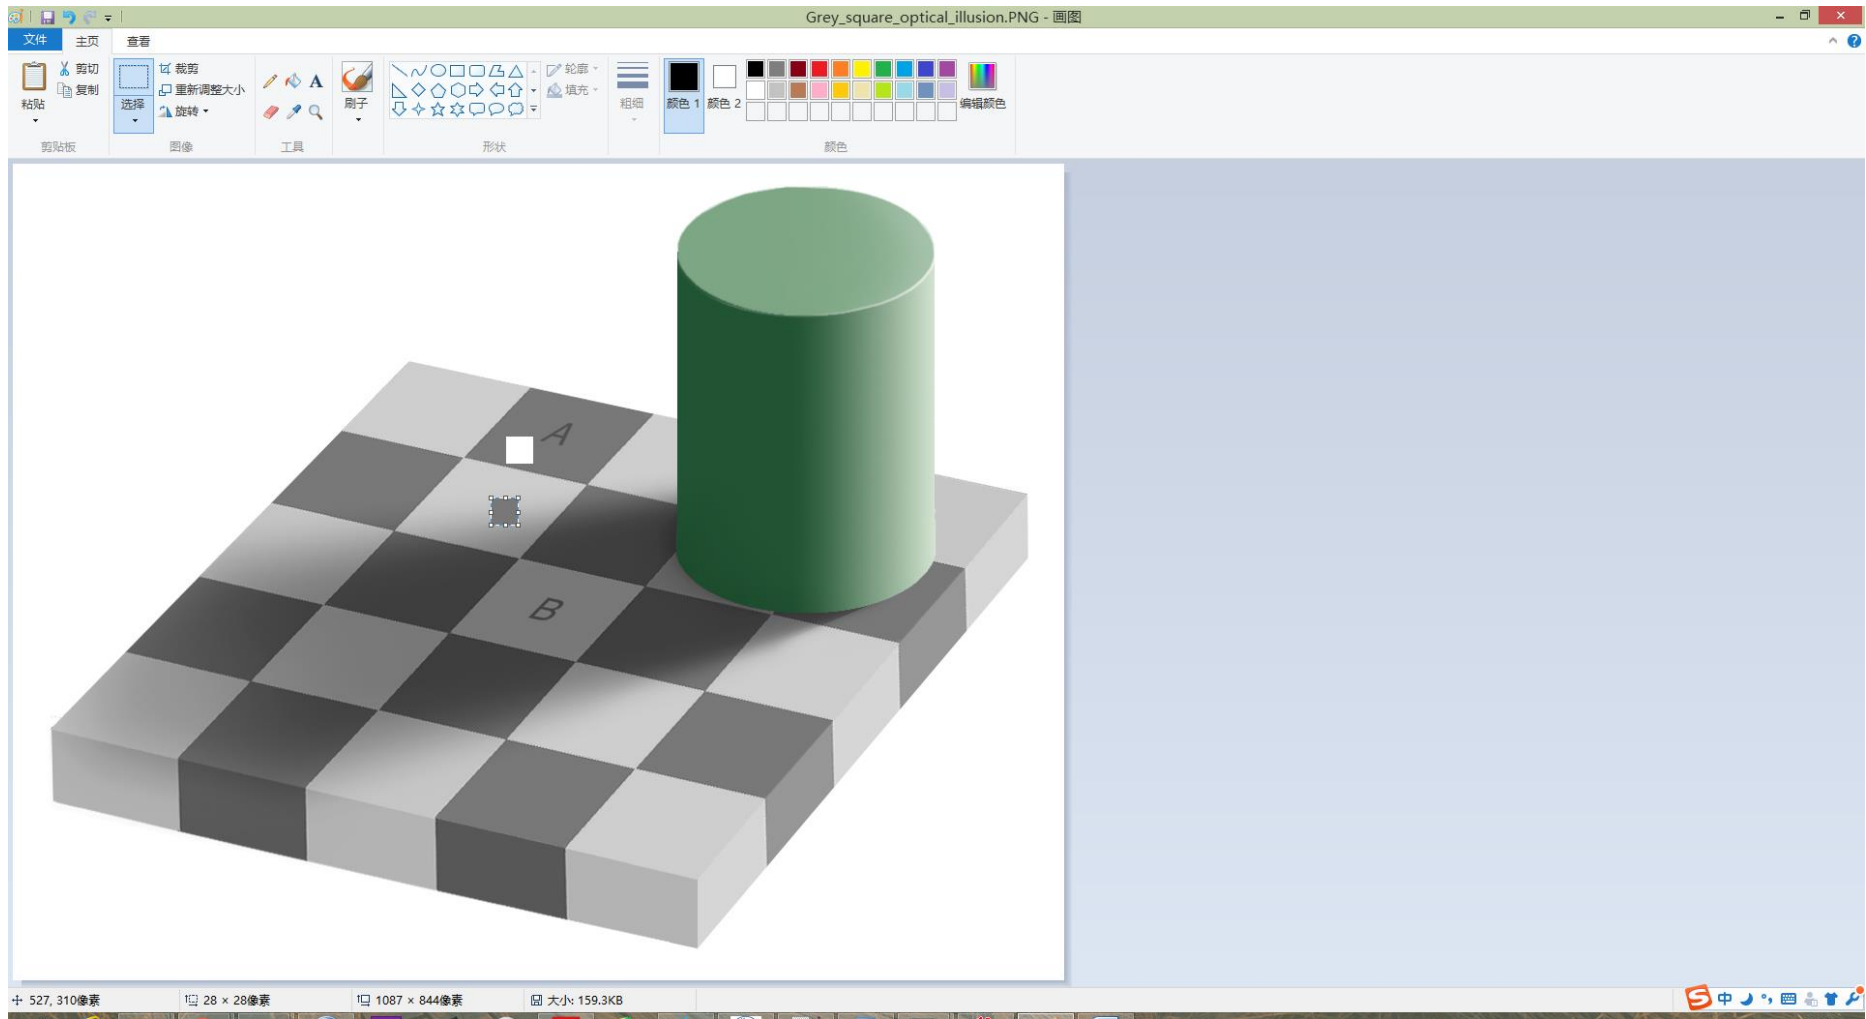 Grey_square_optical_illusion.PNG - 画图
文件 主页 查看
粘贴
剪切
复制
剪贴板
选择
裁剪
重新调整大小
旋转
图像
A
工具
刷子
形状
轮廓
填充
粗细
颜色 1
颜色 2
编辑颜色
颜色
A
B
527, 310像素
28 × 28像素
1087 × 844像素
大小: 159.3KB
中